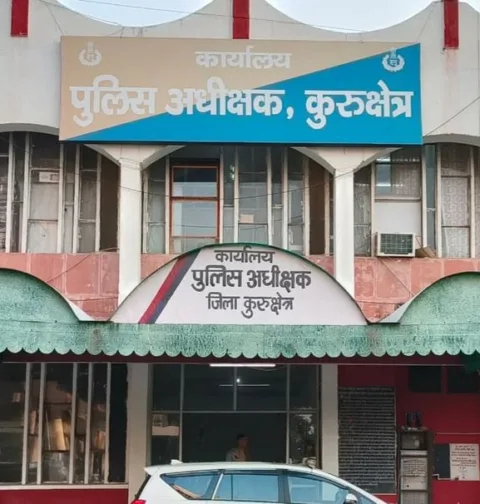 कार्यालय
पुलिस अधीक्षक, कुरुक्षेत्र
कार्यालय
पुलिस अधीक्षक
जिला कुरुक्षेत्र